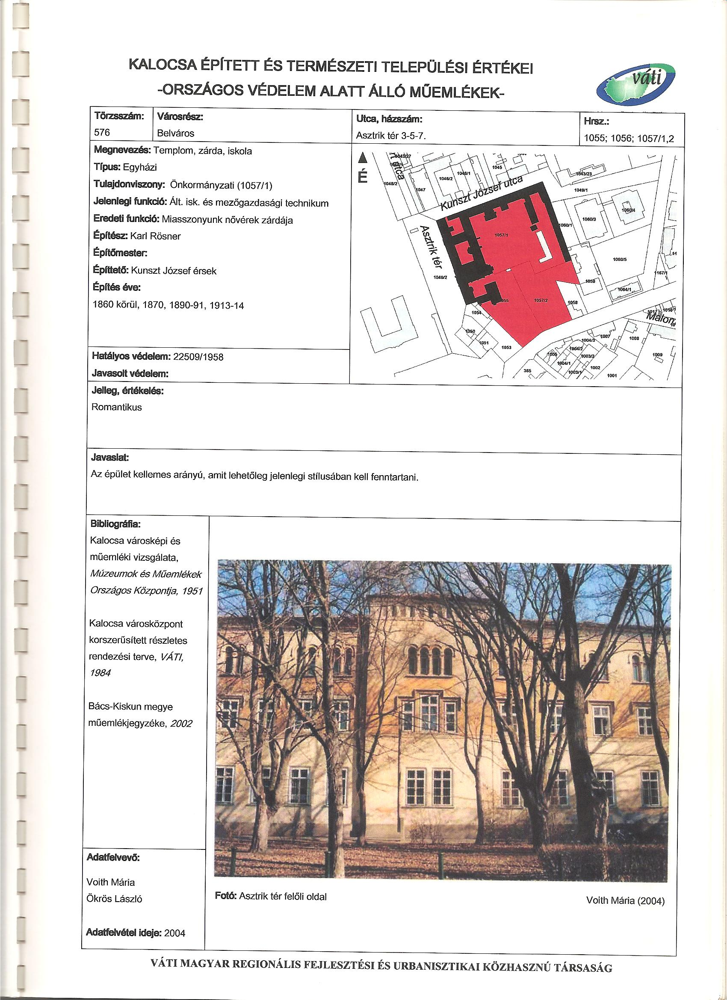 KALOCSA ÉPÍTETT ÉS TERMÉSZETI TELEPÜLÉSI ÉRTÉKEI
-ORSZÁGOS VÉDELEM ALATT ÁLLÓ MŰEMLÉKEK-
váti
Törzsszám:
576
Városrész:
Belváros
Utca, házszám:
Asztrik tér 3-5-7.
Hrsz.:
1055; 1056; 1057/1,2
Megnevezés: Templom, zárda, iskola
Típus: Egyházi
Tulajdonviszony: Önkormányzati (1057/1)
Jelenlegi funkció: Ált. isk. és mezőgazdasági technikum
Eredeti funkció: Miasszonyunk nővérek zárdája
Építész: Karl Rösner
Építőmester:
Építtető: Kunszt József érsek
Építés éve:
1860 körül, 1870, 1890-91, 1913-14
É
1043/27
1048/2
1047
1046/2
1046/1
1045
Kunszt József utca
1043/23
1049/1
1060/3
1060/4
1060/1
1057/1
Asztrik tér
1049/2
1060/5
1167/1
1059
1064/1
1057/2
1058
1054
1050
1051
1053
1017
Malom
1007
1004/3
1008
1004/2
1005
1003/2
1009
1004/1
1002
365
1003/1
1001
Hatályos védelem: 22509/1958
Javasolt védelem:
Jelleg, értékelés:
Romantikus
Javaslat:
Az épület kellemes arányú, amit lehetőleg jelenlegi stílusában kell fenntartani.
Bibliográfia:
Kalocsa városképi és
műemléki vizsgálata,
Múzeumok és Műemlékek
Országos Központja, 1951
Kalocsa városközpont
korszerűsített részletes
rendezési terve, VÁTI,
1984
Bács-Kiskun megye
műemlékjegyzéke, 2002
Adatfelvevő:
Voith Mária
Ökrös László
Adatfelvétel ideje: 2004
Fotó: Asztrik tér felőli oldal
Voith Mária (2004)
VÁTI MAGYAR REGIONÁLIS FEJLESZTÉSI ÉS URBANISZTIKAI KÖZHASZNÚ TÁRSASÁG